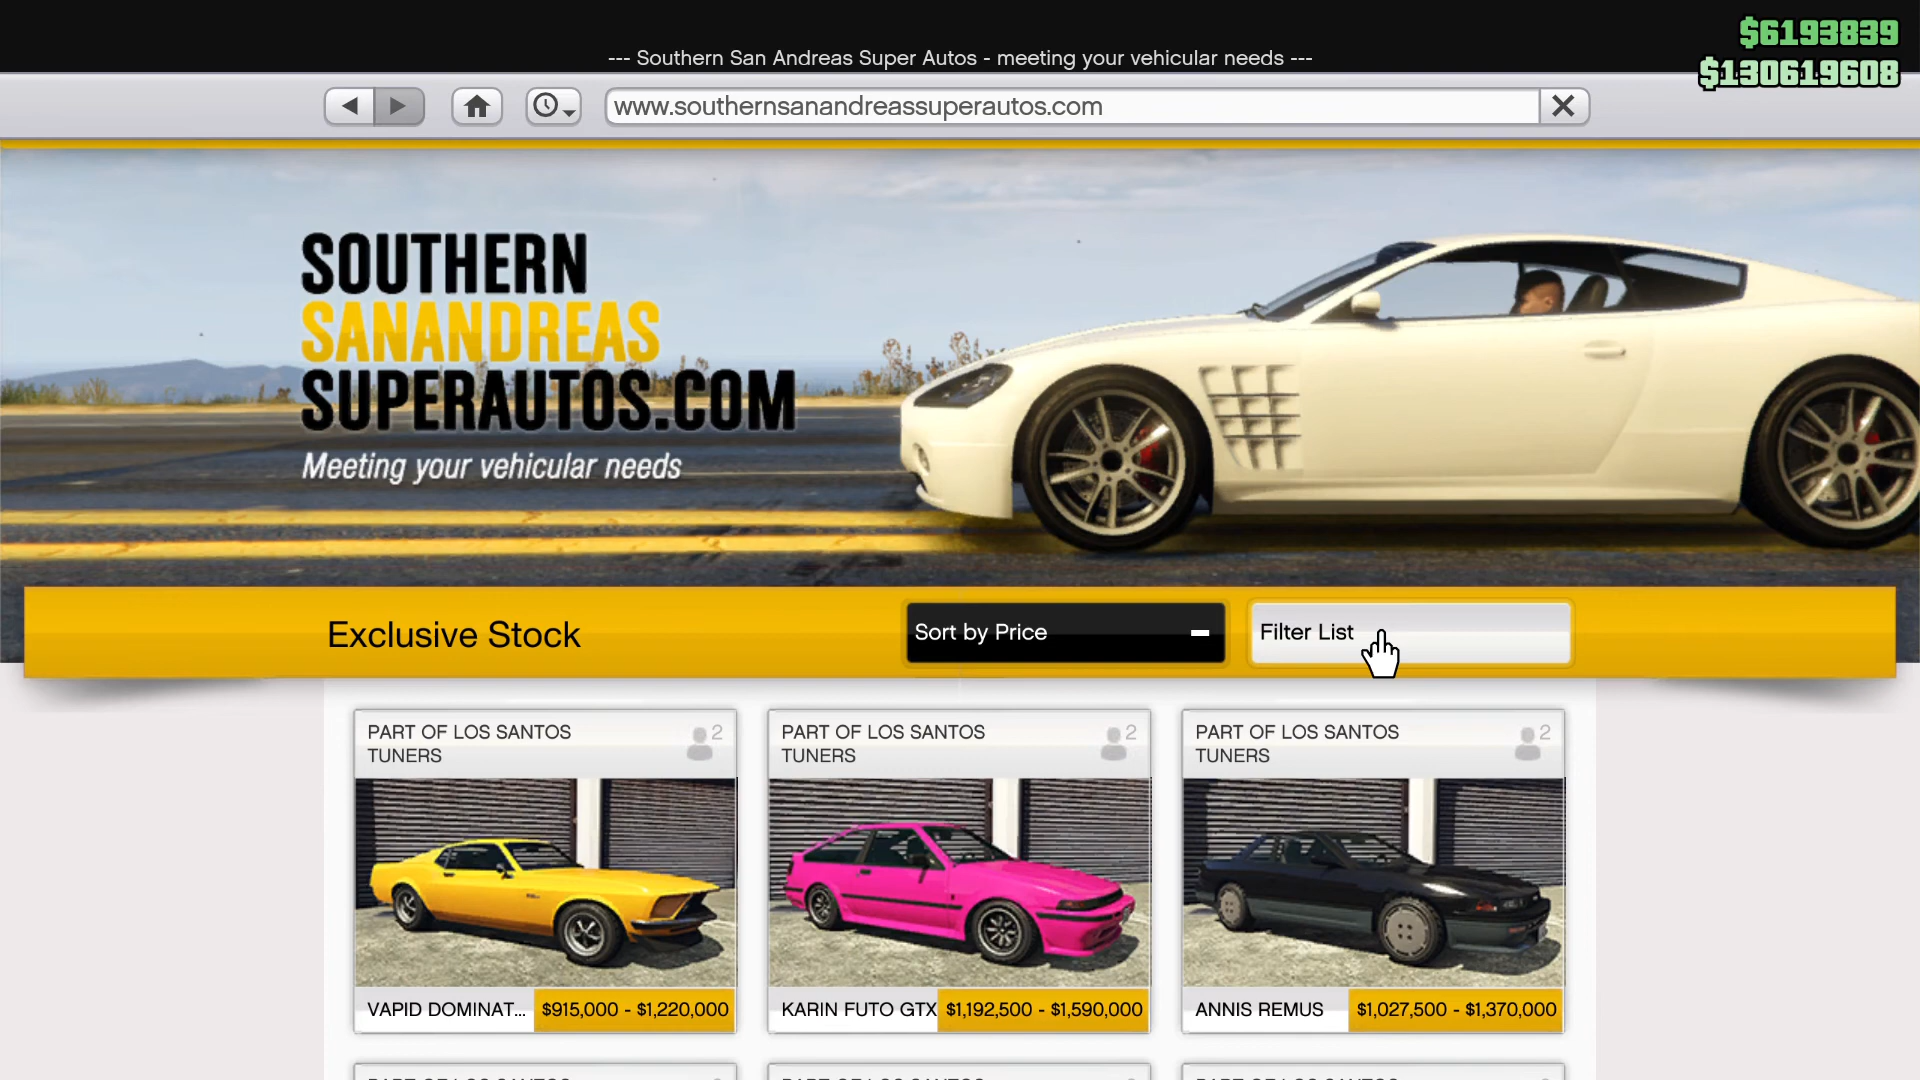 $6193839
--- Southern San Andreas Super Autos - meeting your vehicular needs ---
$130619608
www.southernsanandreassuperautos.com
SOUTHERN
SANANDREAS
SUPERAUTOS.COM
Meeting your vehicular needs
Exclusive Stock
Sort by Price
Filter List
PART OF LOS SANTOS
TUNERS
2
PART OF LOS SANTOS
TUNERS
2
PART OF LOS SANTOS
TUNERS
2
VAPID DOMINAT...
$915,000 - $1,220,000
KARIN FUTO GTX
$1,192,500 - $1,590,000
ANNIS REMUS
$1,027,500 - $1,370,000